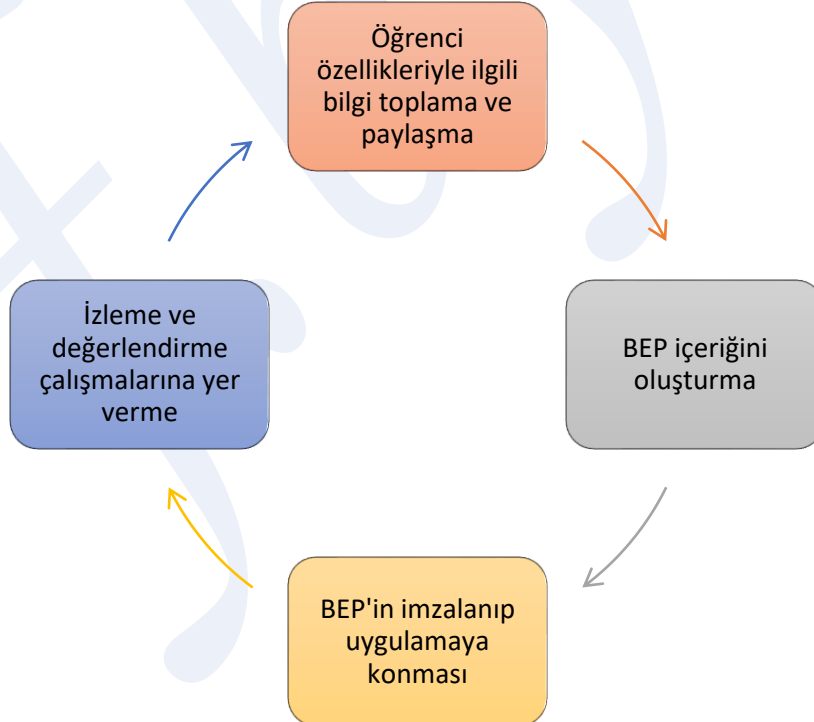 Öğrenci
özellikleriyle ilgili
bilgi toplama ve
paylaşma
BEP içeriğini
oluşturma
BEP'in imzalanıp
uygulamaya
konması
İzleme ve
değerlendirme
çalışmalarına yer
verme